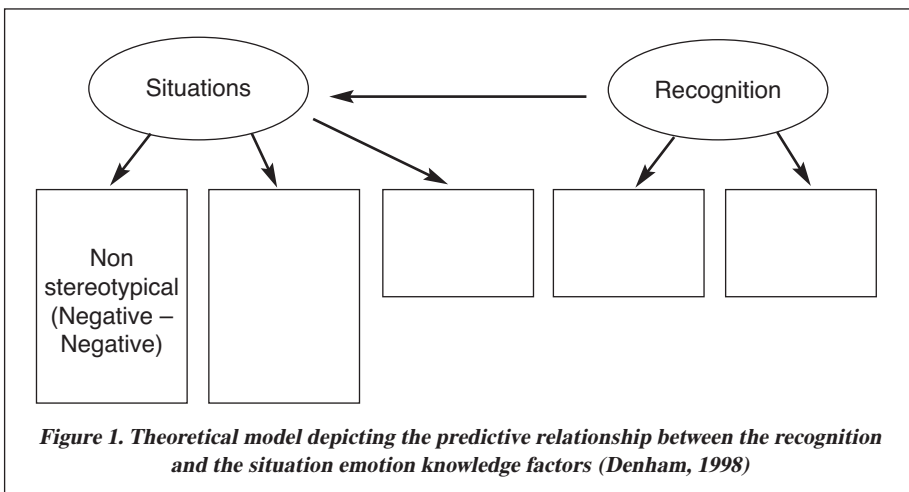 Situations
Recognition
Non
stereotypical
(Negative –
Negative)
Figure 1. Theoretical model depicting the predictive relationship between the recognition
and the situation emotion knowledge factors (Denham, 1998)